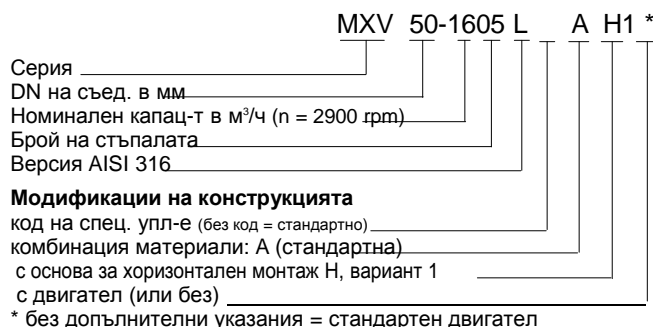 MXV 50-1605 L A H1 *
Серия
DN на съед. в мм
Номинален капац-т в м³/ч (n = 2900 rpm)
Брой на стъпалата
Версия AISI 316
Модификации на конструкцията
код на спец. упл-е (без код = стандартно)
комбинация материали: А (стандартна)
с основа за хоризонтален монтаж H, вариант 1
с двигател (или без)
* без допълнителни указания = стандартен двигател